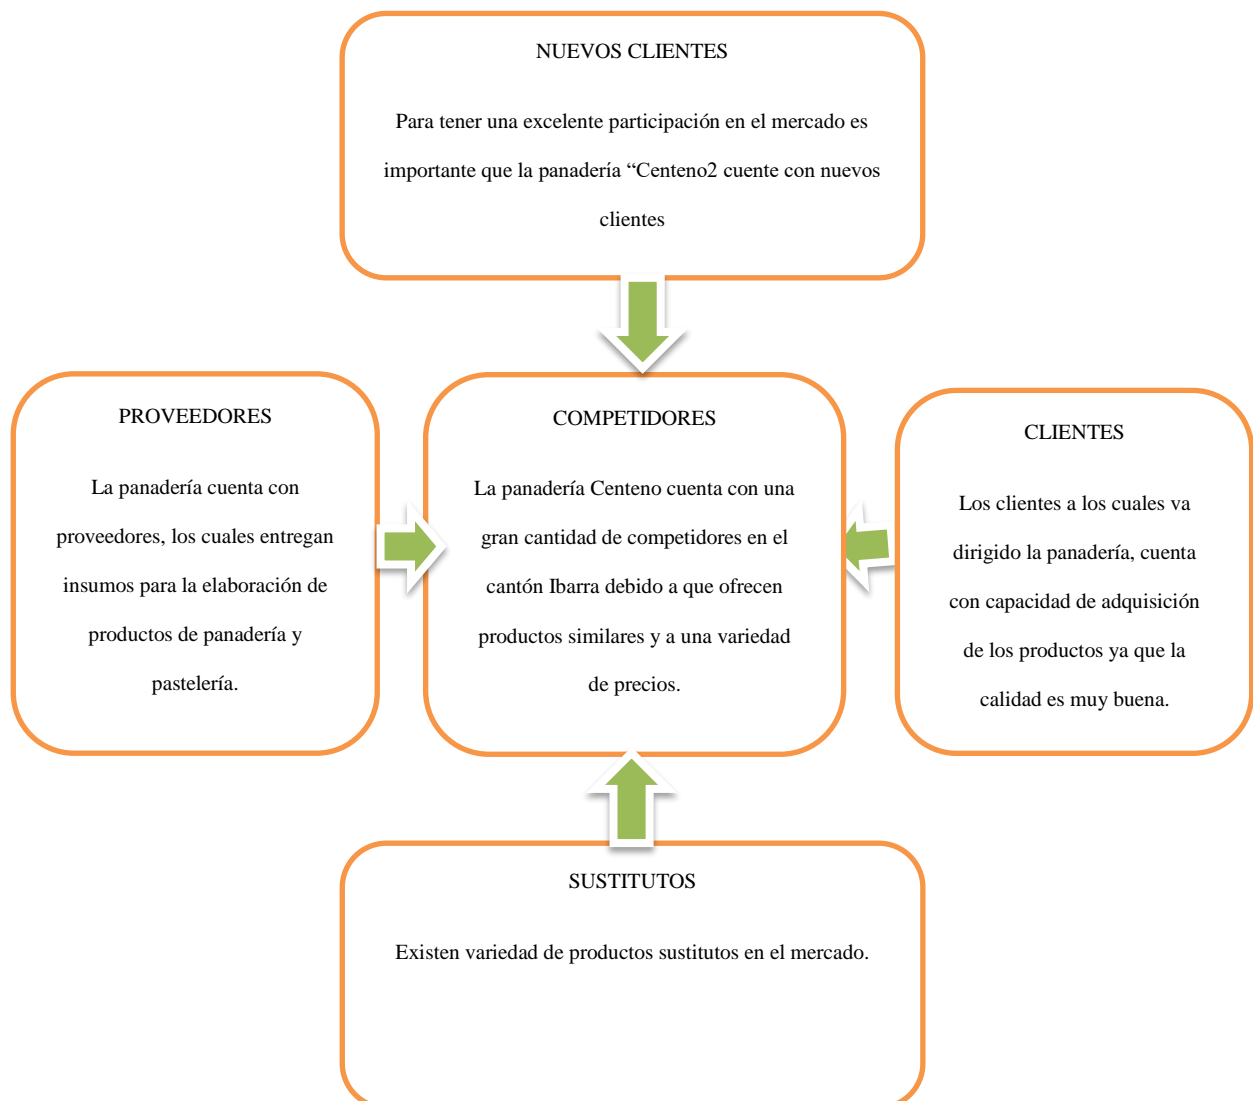 NUEVOS CLIENTES
Para tener una excelente participación en el mercado es
importante que la panadería “Centeno2 cuente con nuevos
clientes
PROVEEDORES
La panadería cuenta con
proveedores, los cuales entregan
insumos para la elaboración de
productos de panadería y
pastelería.
COMPETIDORES
La panadería Centeno cuenta con una
gran cantidad de competidores en el
cantón Ibarra debido a que ofrecen
productos similares y a una variedad
de precios.
CLIENTES
Los clientes a los cuales va
dirigido la panadería, cuenta
con capacidad de adquisición
de los productos ya que la
calidad es muy buena.
SUSTITUTOS
Existen variedad de productos sustitutos en el mercado.